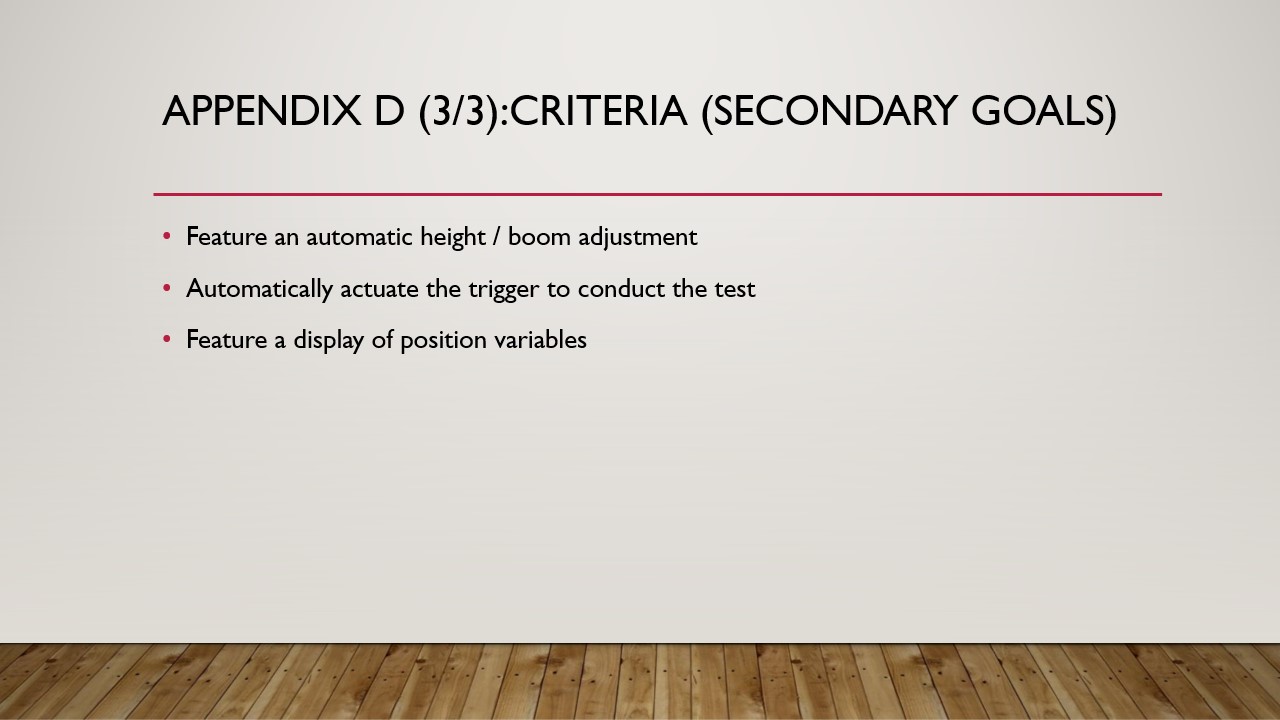 APPENDIX D (3/3):CRITERIA (SECONDARY GOALS)
• Feature an automatic height / boom adjustment
• Automatically actuate the trigger to conduct the test
• Feature a display of position variables